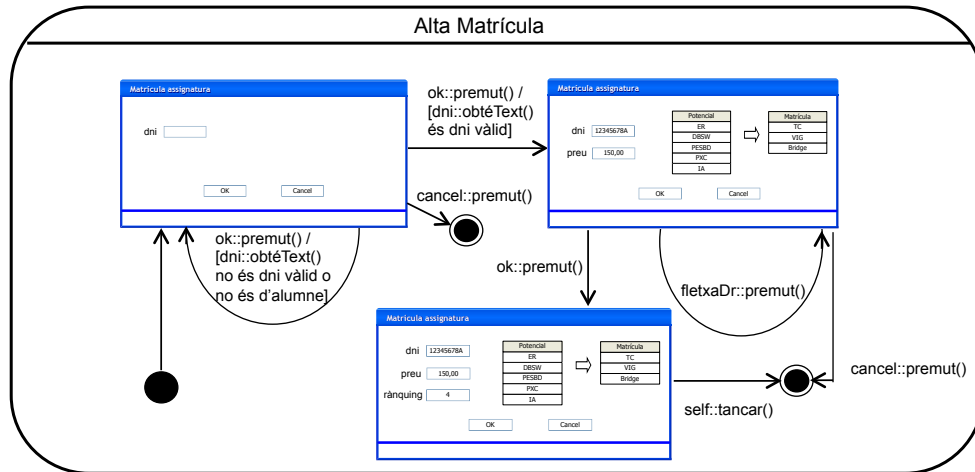 Alta Matrícula
Matrícula assignatura
dni
OK
Cancel
ok::premut() /
[dni::obtéText()
és dni vàlid]
Matrícula assignatura
dni
12345678A
preu
150,00
Potencial
ER
DBSW
PESBD
PXC
IA
Matrícula
TC
VIG
Bridge
OK
Cancel
cancel::premut()
ok::premut() /
[dni::obtéText()
no és dni vàlid o
no és d'alumne]
ok::premut()
fletxaDr::premut()
Matrícula assignatura
dni
12345678A
preu
150,00
rànquing
4
Potencial
ER
DBSW
PESBD
PXC
IA
Matrícula
TC
VIG
Bridge
OK
Cancel
self::tancar()
cancel::premut()